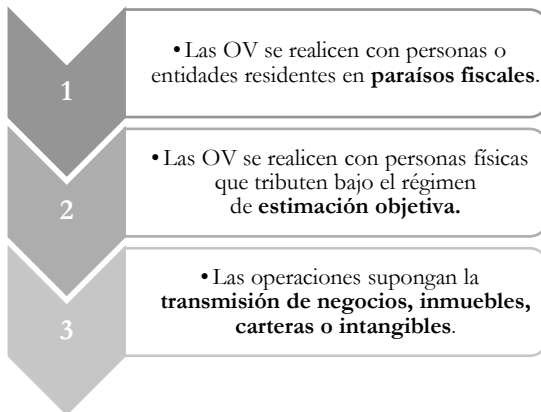 1
•Las OV se realicen con personas o
entidades residentes en paraísos fiscales.
2
•Las OV se realicen con personas físicas
que tributen bajo el régimen
de estimación objetiva.
3
•Las operaciones supongan la
transmisión de negocios, inmuebles,
carteras o intangibles.